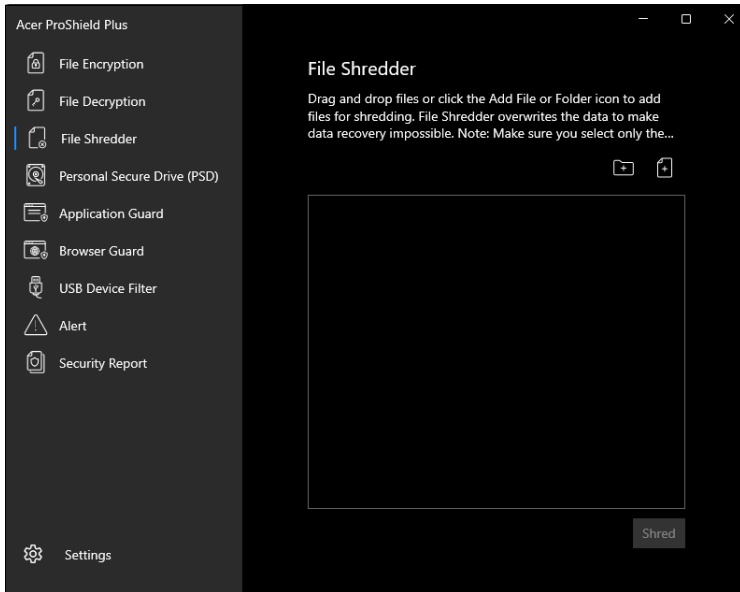 Acer ProShield Plus
File Encryption
File Decryption
File Shredder
Personal Secure Drive (PSD)
Application Guard
Browser Guard
USB Device Filter
Alert
Security Report
Settings
File Shredder
Drag and drop files or click the Add File or Folder icon to add
files for shredding. File Shredder overwrites the data to make
data recovery impossible. Note: Make sure you select only the...
Shred